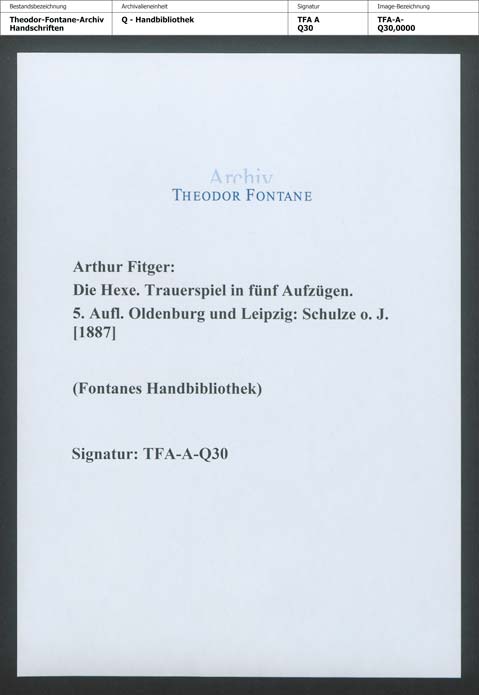 Bestandsbezeichnung Archivalieneinheit Signatur Image-Bezeichnung
Theodor-Fontane-Archiv Q - Handbibliothek TFA A TFA-A-
Handschriften Q30 Q30,0000
Archiv
THEODOR FONTANE
Arthur Fitger:
Die Hexe. Trauerspiel in fünf Aufzügen.
5. Aufl. Oldenburg und Leipzig: Schulze o. J.
[1887]
(Fontanes Handbibliothek)
Signatur: TFA-A-Q30